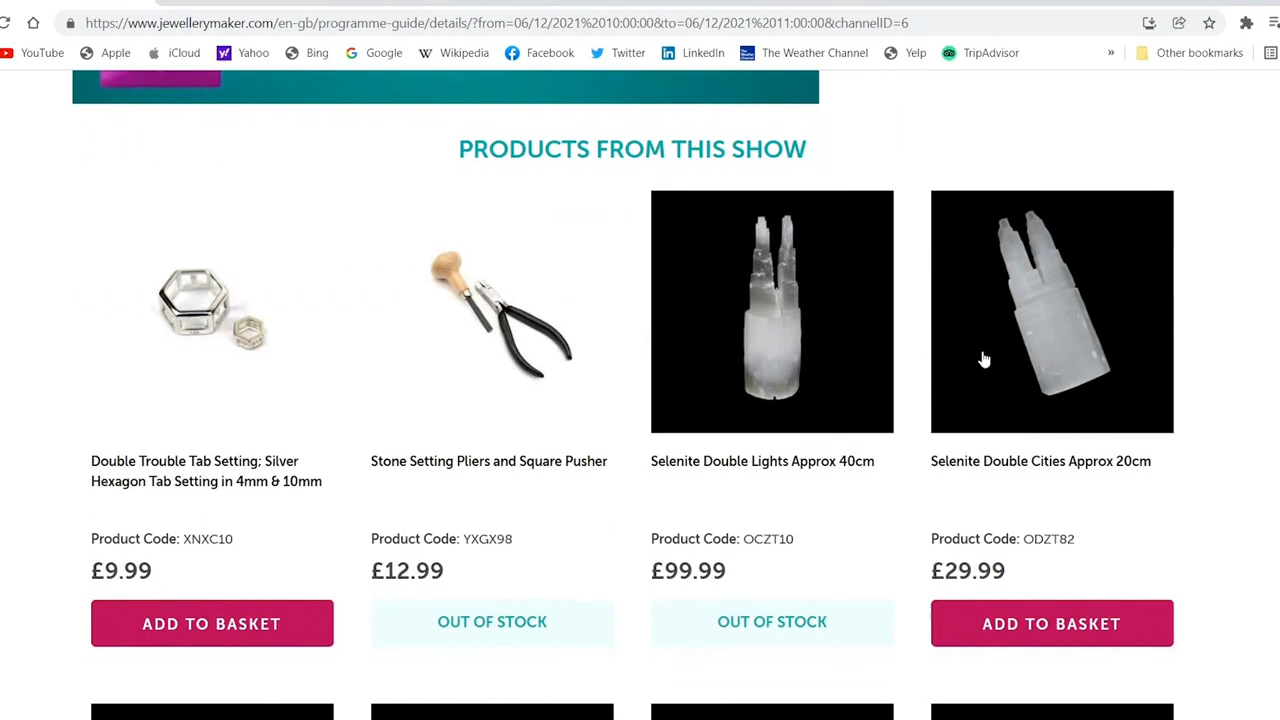 https://www.jewellerymaker.com/en-gb/programme-guide/details/?from=06/12/2021%2010:00:00&to=06/12/2021%2011:00:00&channelID=6
YouTube Apple iCloud Yahoo Bing Google Wikipedia Facebook Twitter LinkedIn The Weather Channel Yelp TripAdvisor » Other bookmarks
PRODUCTS FROM THIS SHOW
Double Trouble Tab Setting; Silver
Hexagon Tab Setting in 4mm & 10mm
Product Code: XNXC10
£9.99
ADD TO BASKET
Stone Setting Pliers and Square Pusher
Product Code: YXGX98
£12.99
OUT OF STOCK
Selenite Double Lights Approx 40cm
Product Code: OCZT10
£99.99
OUT OF STOCK
Selenite Double Cities Approx 20cm
Product Code: ODZT82
£29.99
ADD TO BASKET